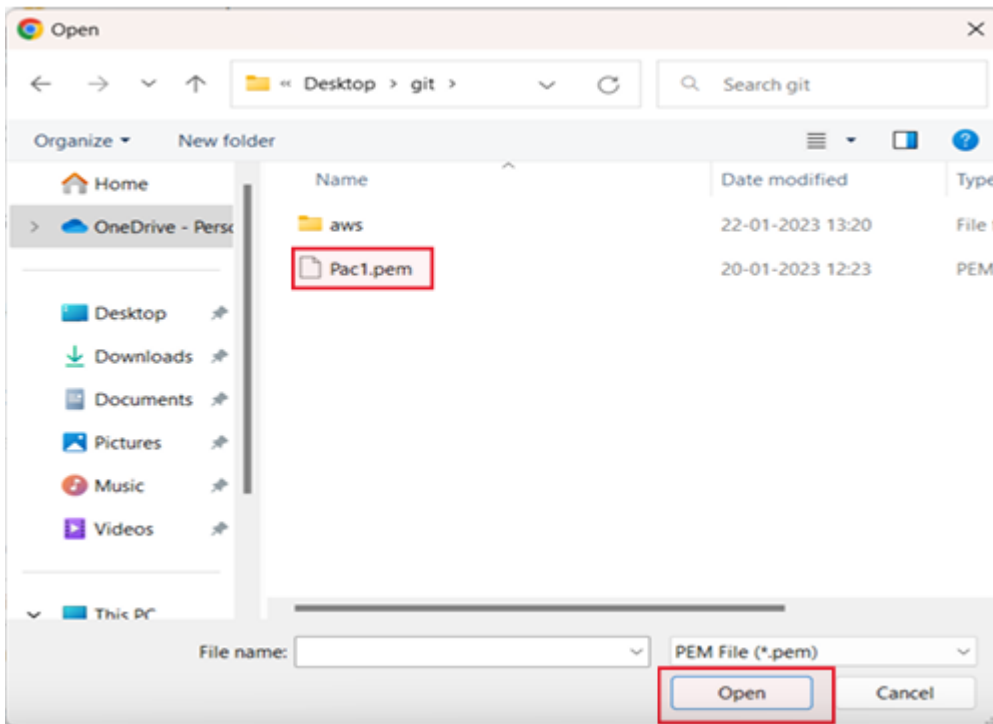 Open
« Desktop > git >
Search git
Organize
New folder
Name
Date modified
Type
Home
OneDrive - Perso
aws
22-01-2023 13:20
File
Pac1.pem
20-01-2023 12:23
PEM
Desktop
Downloads
Documents
Pictures
Music
Videos
This PC
File name:
PEM File (*.pem)
Open
Cancel